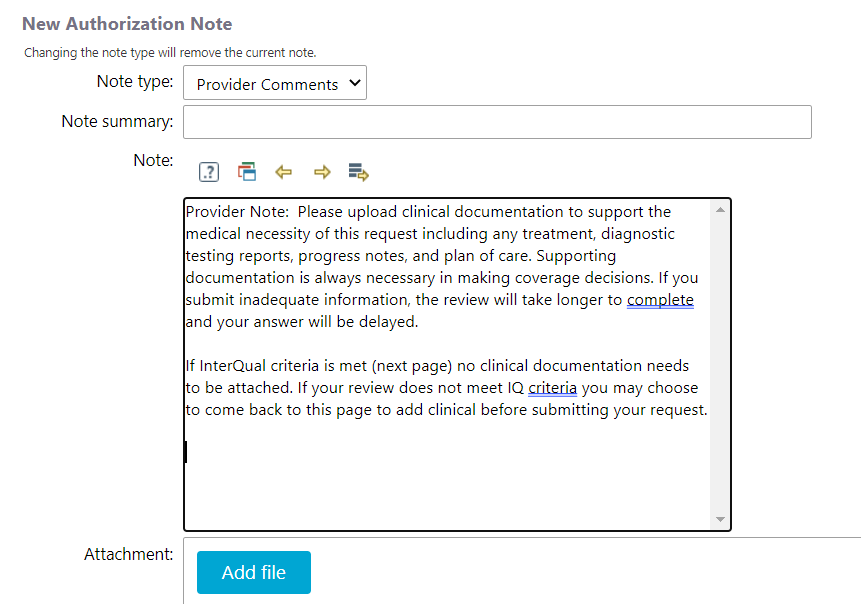 New Authorization Note
Changing the note type will remove the current note.
Note type: Provider Comments
Note summary:
Note:
Provider Note:  Please upload clinical documentation to support the
medical necessity of this request including any treatment, diagnostic
testing reports, progress notes, and plan of care. Supporting
documentation is always necessary in making coverage decisions. If you
submit inadequate information, the review will take longer to complete
and your answer will be delayed.
If InterQual criteria is met (next page) no clinical documentation needs
to be attached. If your review does not meet IQ criteria you may choose
to come back to this page to add clinical before submitting your request.
Attachment:
Add file